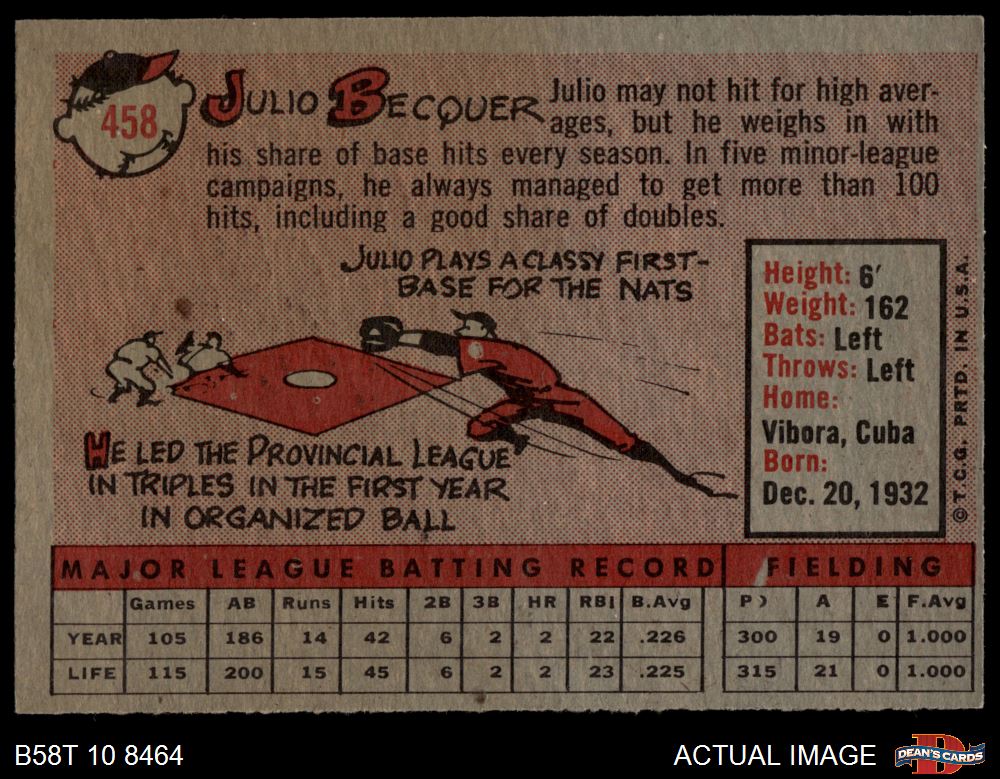 458
JULIO BECQUER
Julio may not hit for high aver-
ages, but he weighs in with
his share of base hits every season. In five minor-league
campaigns, he always managed to get more than 100
hits, including a good share of doubles.
JULIO PLAYS A CLASSY FIRST-
BASE FOR THE NATS
HE LED THE PROVINCIAL LEAGUE
IN TRIPLES IN THE FIRST YEAR
IN ORGANIZED BALL
Height: 6'
Weight: 162
Bats: Left
Throws: Left
Home:
Vibora, Cuba
Born:
Dec. 20, 1932
© T.C.G. PRTD. IN U.S.A.
MAJOR LEAGUE BATTING RECORD FIELDING
Games AB Runs Hits 2B 3B HR RBI B.Avg A E F.Avg
YEAR 105 186 14 42 6 2 2 22 .226 300 19 0 1.000
LIFE 115 200 15 45 6 2 2 23 .225 315 21 0 1.000
B58T 10 8464 ACTUAL IMAGE DEAN'S CARDS